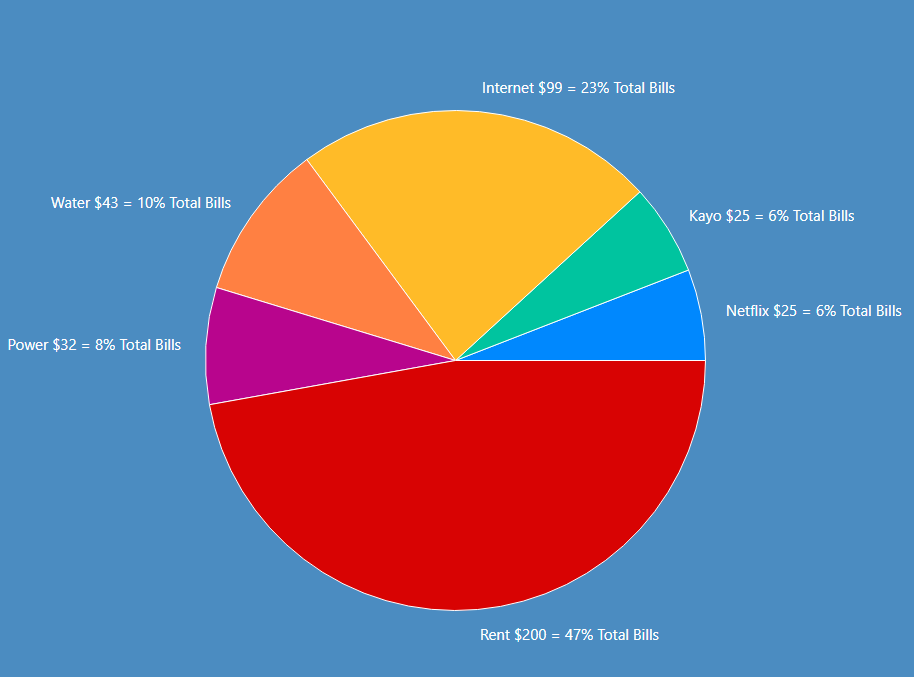 Internet $99 = 23% Total Bills
Water $43 = 10% Total Bills
Kayo $25 = 6% Total Bills
Netflix $25 = 6% Total Bills
Power $32 = 8% Total Bills
Rent $200 = 47% Total Bills